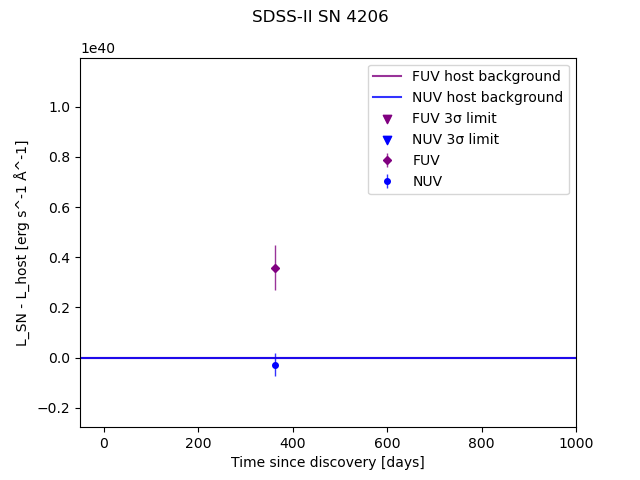 SDSS-II SN 4206
1e40
FUV host background
NUV host background
FUV 3σ limit
NUV 3σ limit
FUV
NUV
1.0
0.8
0.6
0.4
0.2
0.0
−0.2
L_SN - L_host [erg s^-1 Å^-1]
0 200 400 600 800 1000
Time since discovery [days]